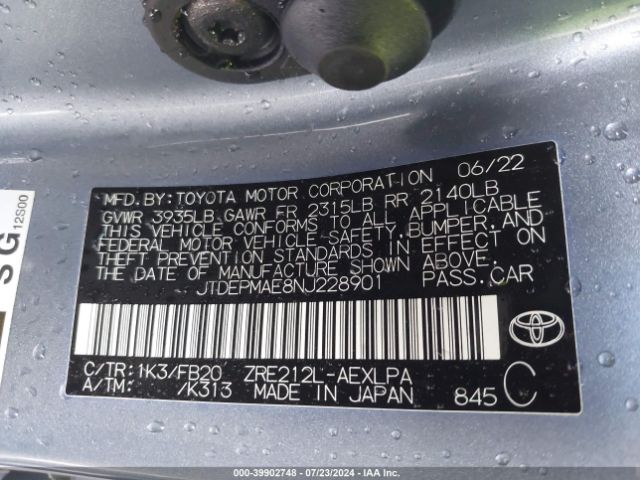 MFD. BY: TOYOTA MOTOR CORPORATION 06/22
GVWR 3935LB GAWR FR 2315LB RR 2140LB
THIS VEHICLE CONFORMS TO ALL APPLICABLE
FEDERAL MOTOR VEHICLE SAFETY, BUMPER, AND
THEFT PREVENTION STANDARDS IN EFFECT ON
THE DATE OF MANUFACTURE SHOWN ABOVE.
JTDEPMAE8NJ228901 PASS. CAR
C/TR: 1K3/FB20 ZRE212L-AEXLPA
A/TM: /K313 MADE IN JAPAN 845 C
SG
12S00
000-39902748 - 07/23/2024 - IAA, Inc.